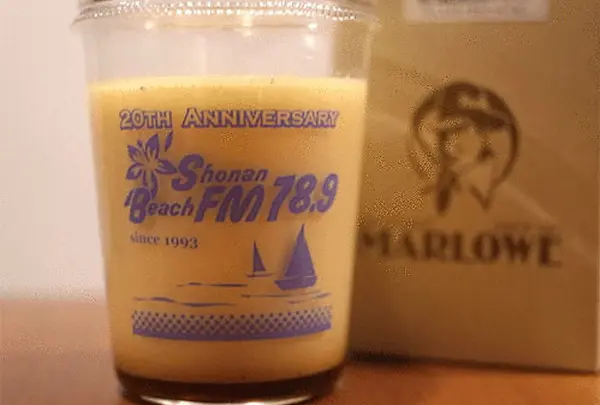 20TH ANNIVERSARY
Shonan
Beach FM 78.9
since 1993
MARLOWE